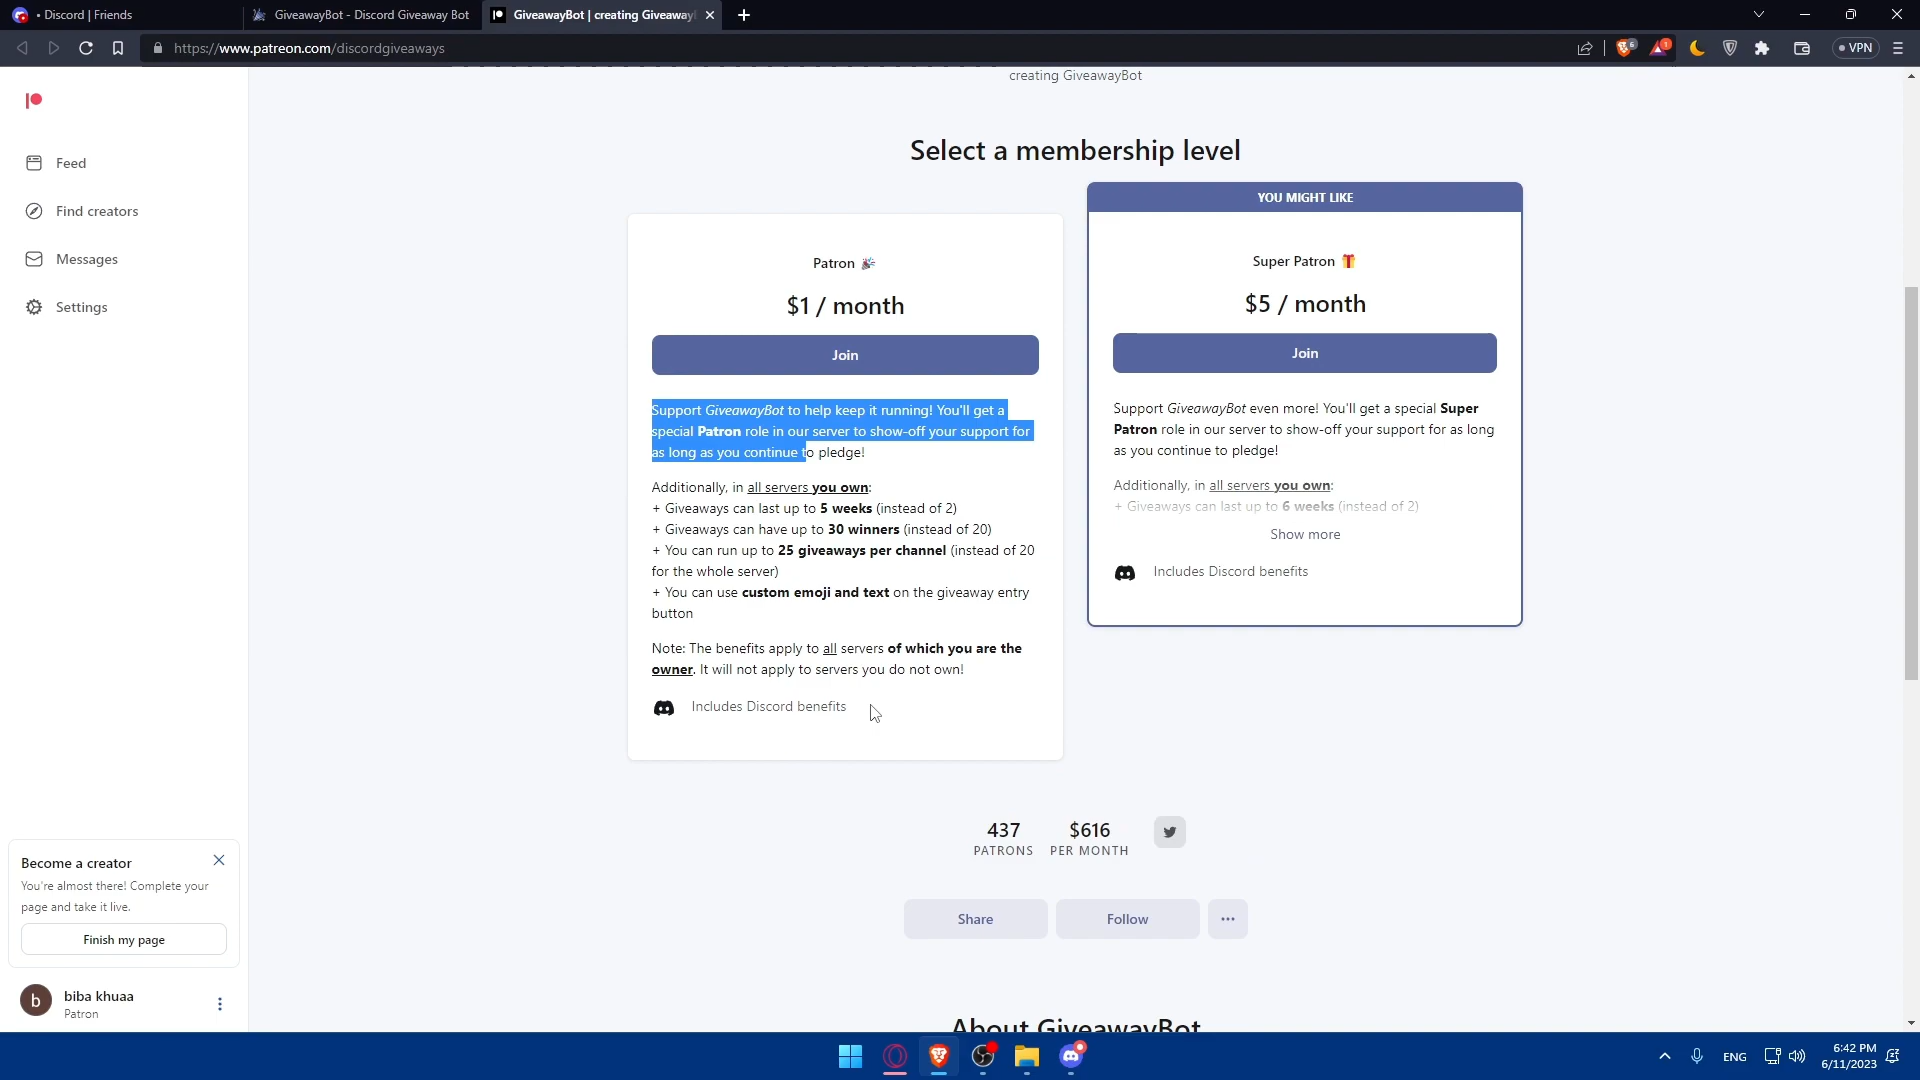 • Discord | Friends
GiveawayBot - Discord Giveaway Bot
GiveawayBot | creating Giveaway
https://www.patreon.com/discordgiveaways
6
1
VPN
creating GiveawayBot
Feed
Find creators
Messages
Settings
Select a membership level
Patron
$1 / month
Join
Support GiveawayBot to help keep it running! You'll get a
special Patron role in our server to show-off your support for
as long as you continue to pledge!
Additionally, in all servers you own:
+ Giveaways can last up to 5 weeks (instead of 2)
+ Giveaways can have up to 30 winners (instead of 20)
+ You can run up to 25 giveaways per channel (instead of 20
for the whole server)
+ You can use custom emoji and text on the giveaway entry
button
Note: The benefits apply to all servers of which you are the
owner. It will not apply to servers you do not own!
Includes Discord benefits
YOU MIGHT LIKE
Super Patron
$5 / month
Join
Support GiveawayBot even more! You'll get a special Super
Patron role in our server to show-off your support for as long
as you continue to pledge!
Additionally, in all servers you own:
+ Giveaways can last up to 6 weeks (instead of 2)
Show more
Includes Discord benefits
437
PATRONS
$616
PER MONTH
Share
Follow
About GiveawayBot
Become a creator
You're almost there! Complete your
page and take it live.
Finish my page
b
biba khuaa
Patron
ENG
6:42 PM
6/11/2023